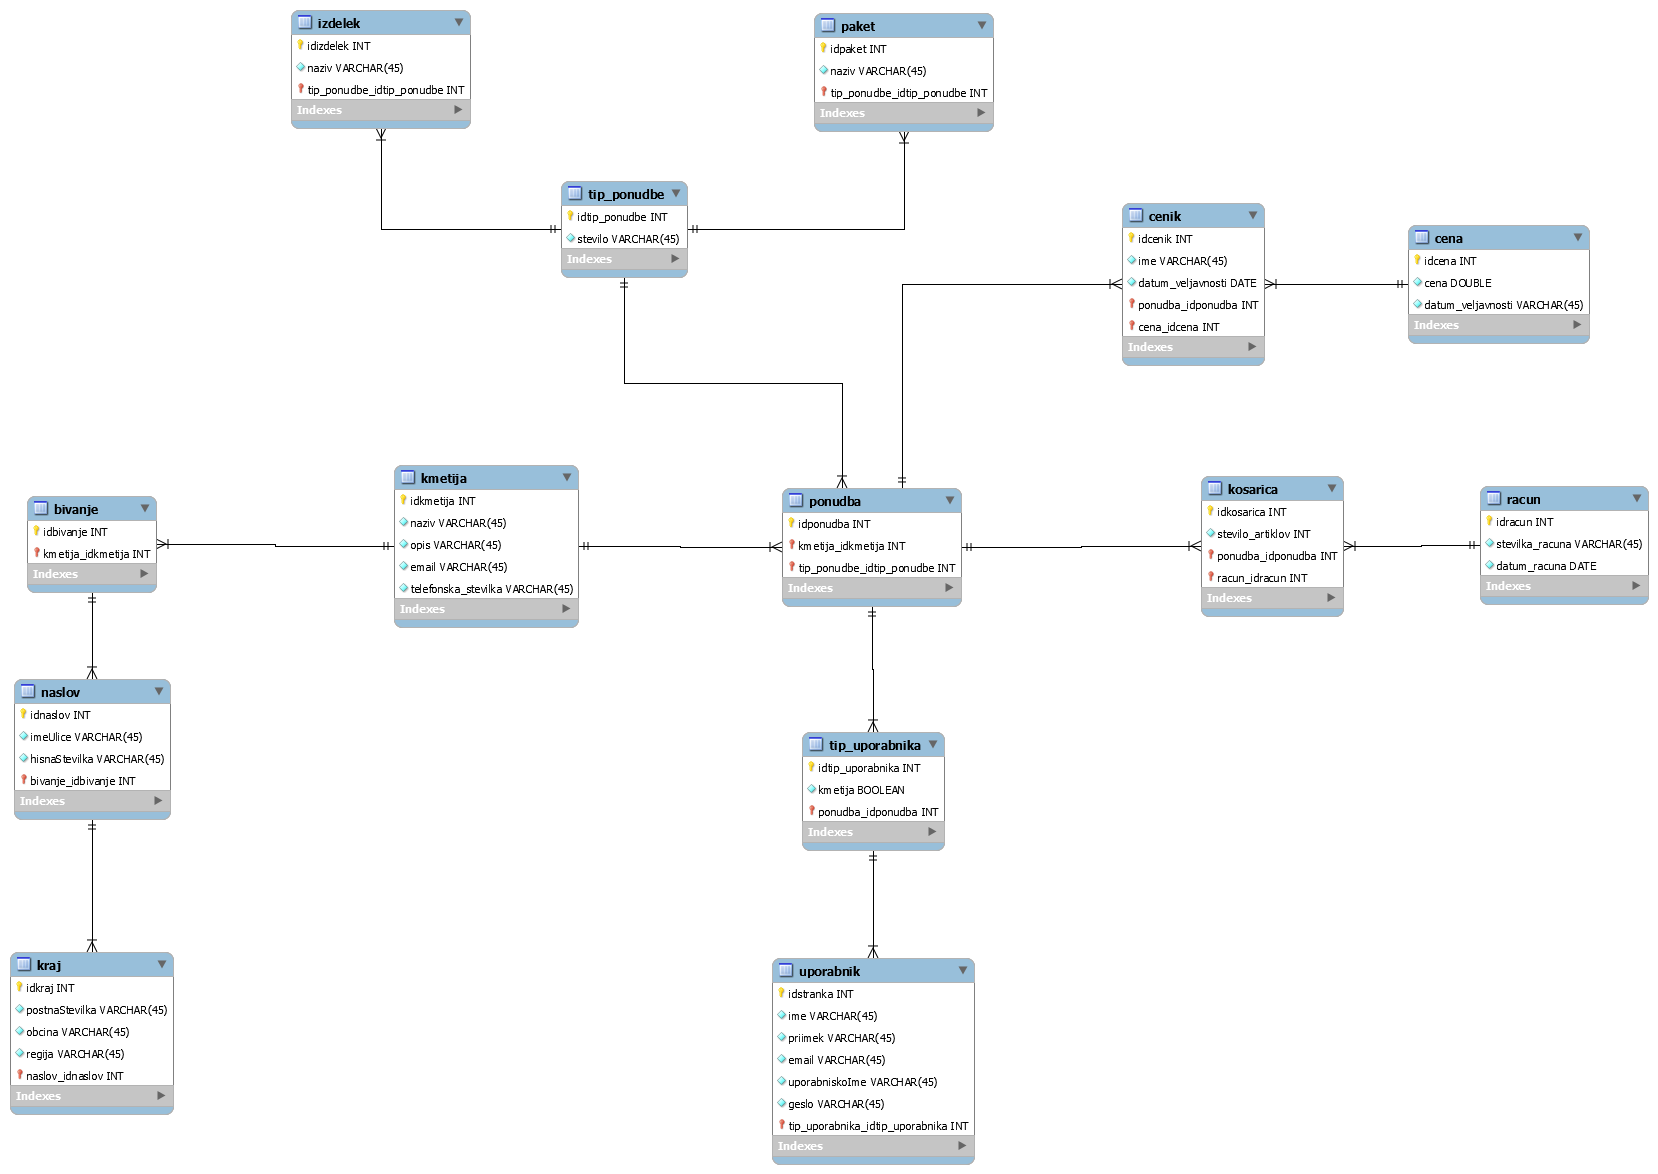 izdelek
idizdelek INT
naziv VARCHAR(45)
tip_ponudbe_idtip_ponudbe INT
Indexes
paket
idpaket INT
naziv VARCHAR(45)
tip_ponudbe_idtip_ponudbe INT
Indexes
tip_ponudbe
idtip_ponudbe INT
stevilo VARCHAR(45)
Indexes
cenik
idcenik INT
ime VARCHAR(45)
datum_veljavnosti DATE
ponudba_idponudba INT
cena_idcena INT
Indexes
cena
idcena INT
cena DOUBLE
datum_veljavnosti VARCHAR(45)
Indexes
bivanje
idbivanje INT
kmetija_idkmetija INT
Indexes
kmetija
idkmetija INT
naziv VARCHAR(45)
opis VARCHAR(45)
email VARCHAR(45)
telefonska_stevilka VARCHAR(45)
Indexes
ponudba
idponudba INT
kmetija_idkmetija INT
tip_ponudbe_idtip_ponudbe INT
Indexes
kosarica
idkosarica INT
stevilo_artiklov INT
ponudba_idponudba INT
racun_idracun INT
Indexes
racun
idracun INT
stevilka_racuna VARCHAR(45)
datum_racuna DATE
Indexes
naslov
idnaslov INT
imeUlice VARCHAR(45)
hisnaStevilka VARCHAR(45)
bivanje_idbivanje INT
Indexes
tip_uporabnika
idtip_uporabnika INT
kmetija BOOLEAN
ponudba_idponudba INT
Indexes
kraj
idkraj INT
postnaStevilka VARCHAR(45)
obcina VARCHAR(45)
regija VARCHAR(45)
naslov_idnaslov INT
Indexes
uporabnik
idstranka INT
ime VARCHAR(45)
priimek VARCHAR(45)
email VARCHAR(45)
uporabniskoIme VARCHAR(45)
geslo VARCHAR(45)
tip_uporabnika_idtip_uporabnika INT
Indexes